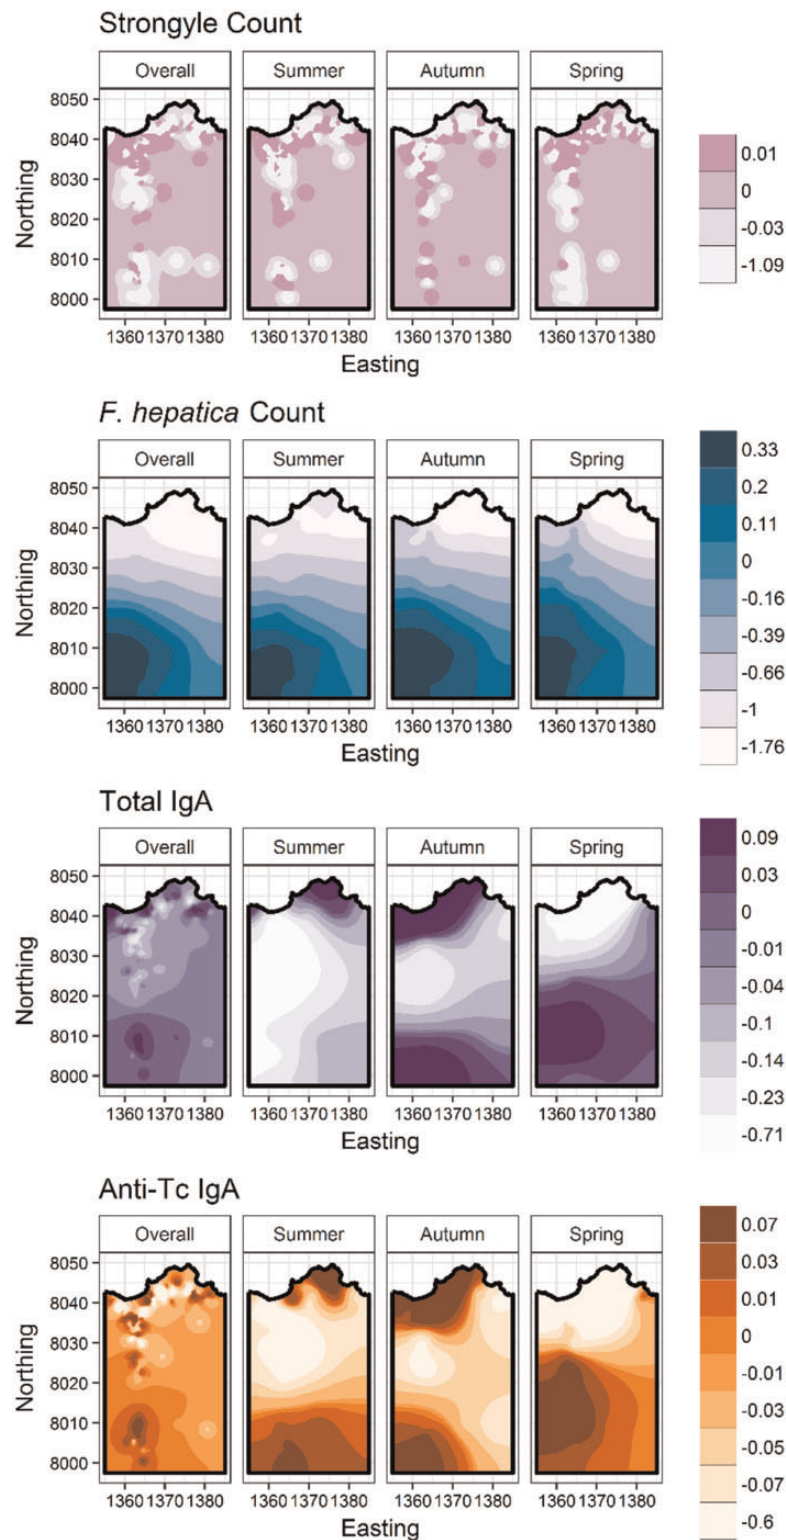 Strongyle Count
Overall Summer Autumn Spring
8050
8040
8030
8020
8010
8000
Northing
1360 1370 1380 1360 1370 1380 1360 1370 1380 1360 1370 1380
Easting
0.01
0
-0.03
-1.09
F. hepatica Count
Overall Summer Autumn Spring
8050
8040
8030
8020
8010
8000
Northing
1360 1370 1380 1360 1370 1380 1360 1370 1380 1360 1370 1380
Easting
0.33
0.2
0.11
0
-0.16
-0.39
-0.66
-1
-1.76
Total IgA
Overall Summer Autumn Spring
8050
8040
8030
8020
8010
8000
Northing
1360 1370 1380 1360 1370 1380 1360 1370 1380 1360 1370 1380
Easting
0.09
0.03
0
-0.01
-0.04
-0.1
-0.14
-0.23
-0.71
Anti-Tc IgA
Overall Summer Autumn Spring
8050
8040
8030
8020
8010
8000
Northing
1360 1370 1380 1360 1370 1380 1360 1370 1380 1360 1370 1380
Easting
0.07
0.03
0.01
0
-0.01
-0.03
-0.05
-0.07
-0.6